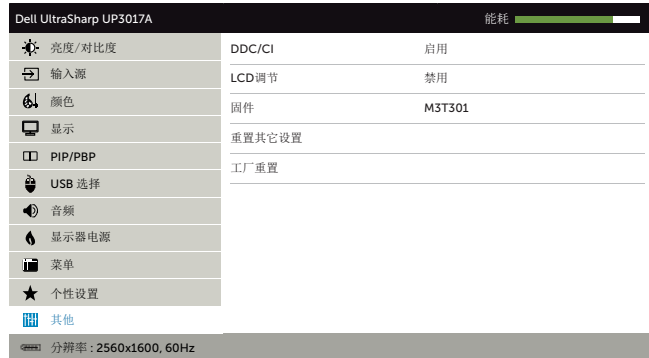 Dell UltraSharp UP3017A 能耗
亮度/对比度
输入源
颜色
显示
PIP/PBP
USB 选择
音频
显示器电源
菜单
个性设置
其他
DDC/CI 启用
LCD调节 禁用
固件 M3T301
重置其它设置
工厂重置
分辨率 : 2560x1600, 60Hz